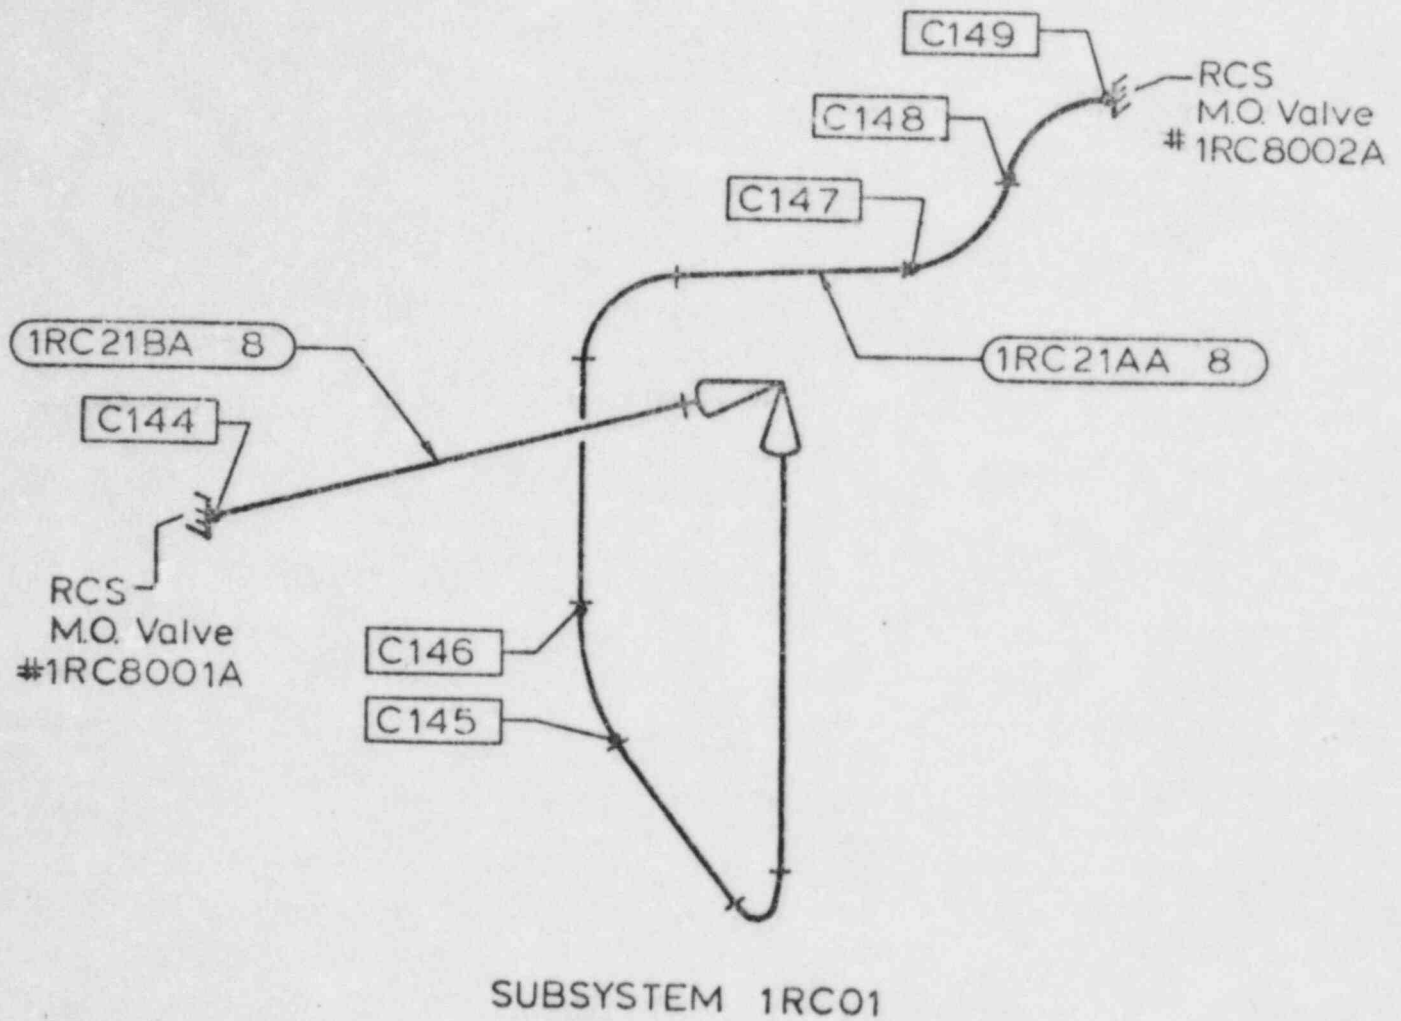 C149
RCS
M.O. Valve
# 1RC8002A
C148
C147
1RC21BA 8
1RC21AA 8
C144
RCS
M.O. Valve
#1RC8001A
C146
C145
SUBSYSTEM 1RC01